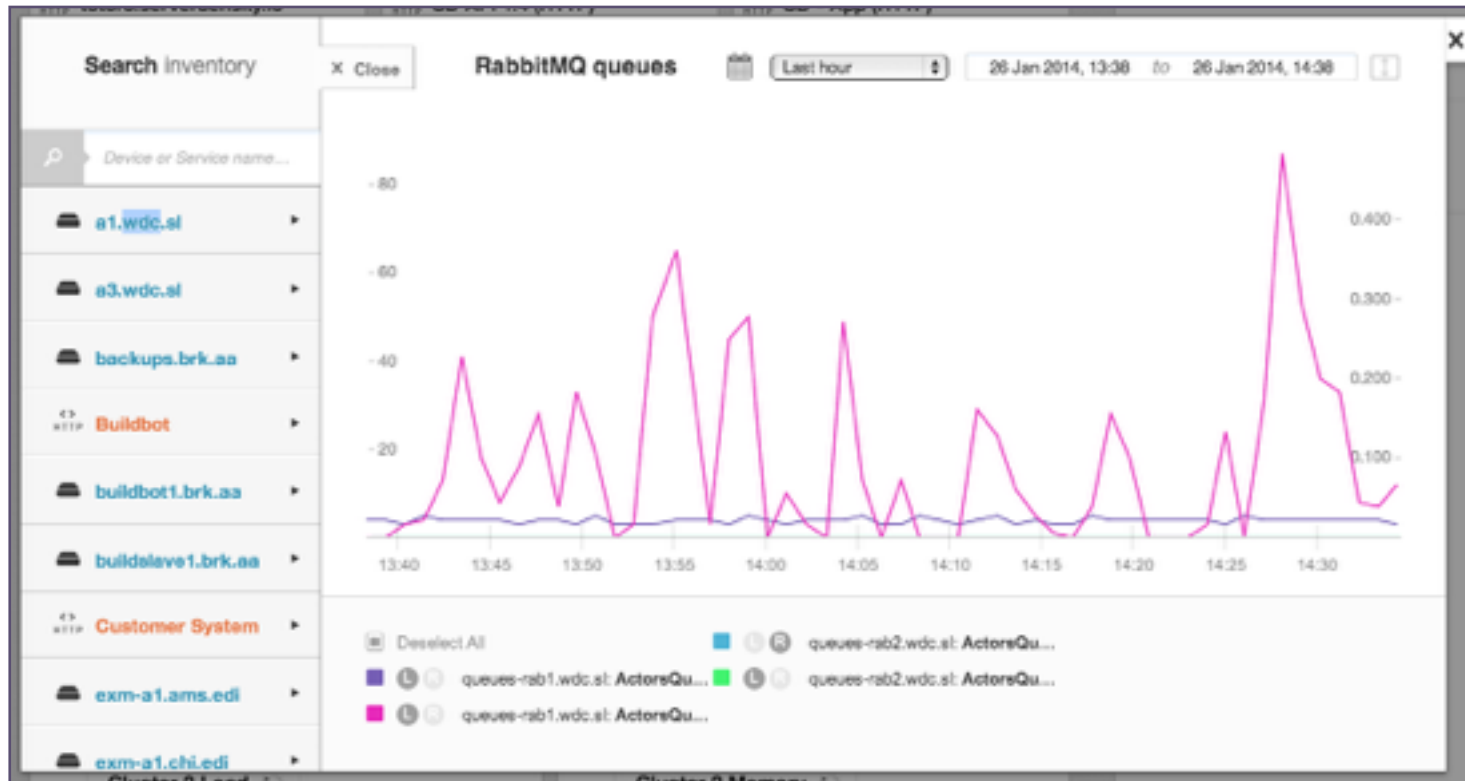 Search inventory
Device or Service name...
a1.wdc.sl
a3.wdc.sl
backups.brk.aa
HTTP Buildbot
buildbot1.brk.aa
buildslave1.brk.aa
HTTP Customer System
exm-a1.ams.edi
exm-a1.chi.edi
X Close
RabbitMQ queues
Last hour
26 Jan 2014, 13:38 to 26 Jan 2014, 14:38
X
80
60
40
20
0.400
0.300
0.200
0.100
13:40 13:45 13:50 13:55 14:00 14:05 14:10 14:15 14:20 14:25 14:30
Deselect All
L R queues-rab1.wdc.sl: ActorsQu...
L R queues-rab1.wdc.sl: ActorsQu...
L R queues-rab2.wdc.sl: ActorsQu...
L R queues-rab2.wdc.sl: ActorsQu...